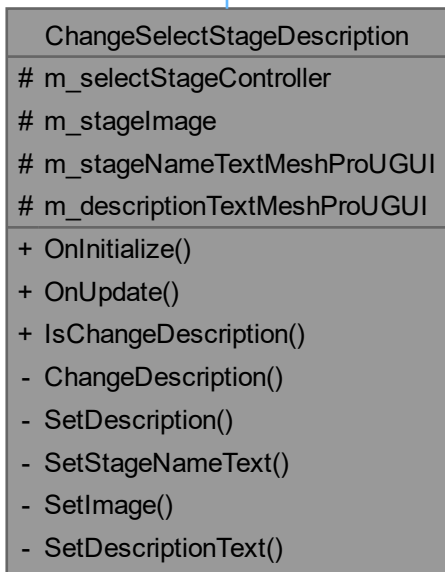 ChangeSelectStageDescription
# m_selectStageController
# m_stageImage
# m_stageNameTextMeshProUGUI
# m_descriptionTextMeshProUGUI
+ OnInitialize()
+ OnUpdate()
+ IsChangeDescription()
- ChangeDescription()
- SetDescription()
- SetStageNameText()
- SetImage()
- SetDescriptionText()